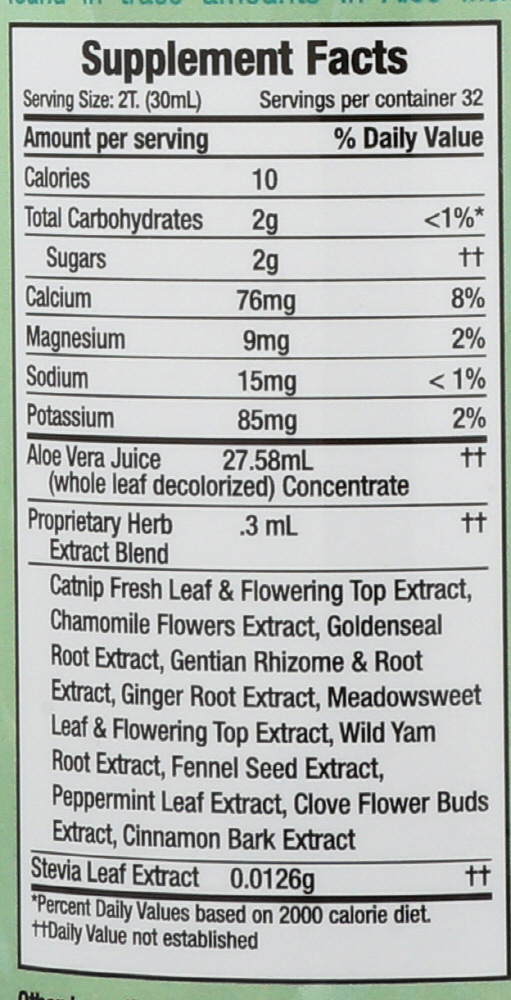 Supplement Facts
Serving Size: 2T. (30mL) Servings per container 32
Amount per serving % Daily Value
Calories 10
Total Carbohydrates 2g <1%*
Sugars 2g ††
Calcium 76mg 8%
Magnesium 9mg 2%
Sodium 15mg < 1%
Potassium 85mg 2%
Aloe Vera Juice 27.58mL ††
(whole leaf decolorized) Concentrate
Proprietary Herb .3 mL ††
Extract Blend
Catnip Fresh Leaf & Flowering Top Extract,
Chamomile Flowers Extract, Goldenseal
Root Extract, Gentian Rhizome & Root
Extract, Ginger Root Extract, Meadowsweet
Leaf & Flowering Top Extract, Wild Yam
Root Extract, Fennel Seed Extract,
Peppermint Leaf Extract, Clove Flower Buds
Extract, Cinnamon Bark Extract
Stevia Leaf Extract 0.0126g ††
*Percent Daily Values based on 2000 calorie diet.
††Daily Value not established